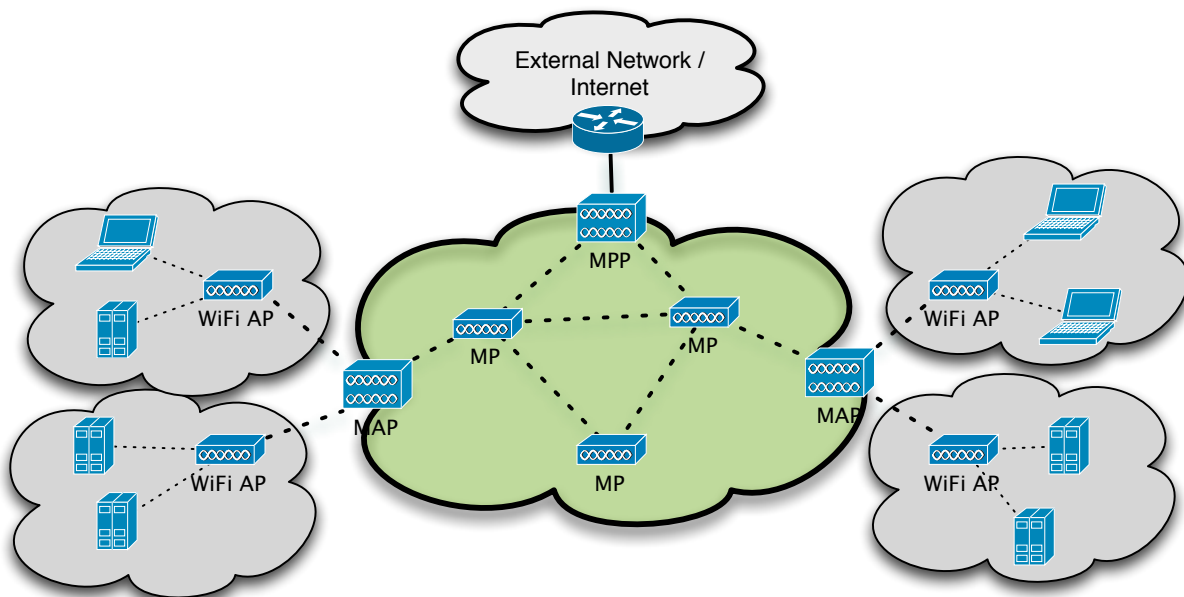 External Network /
Internet
MPP
WiFi AP
WiFi AP
MP
MP
MAP
MAP
WiFi AP
MP
WiFi AP